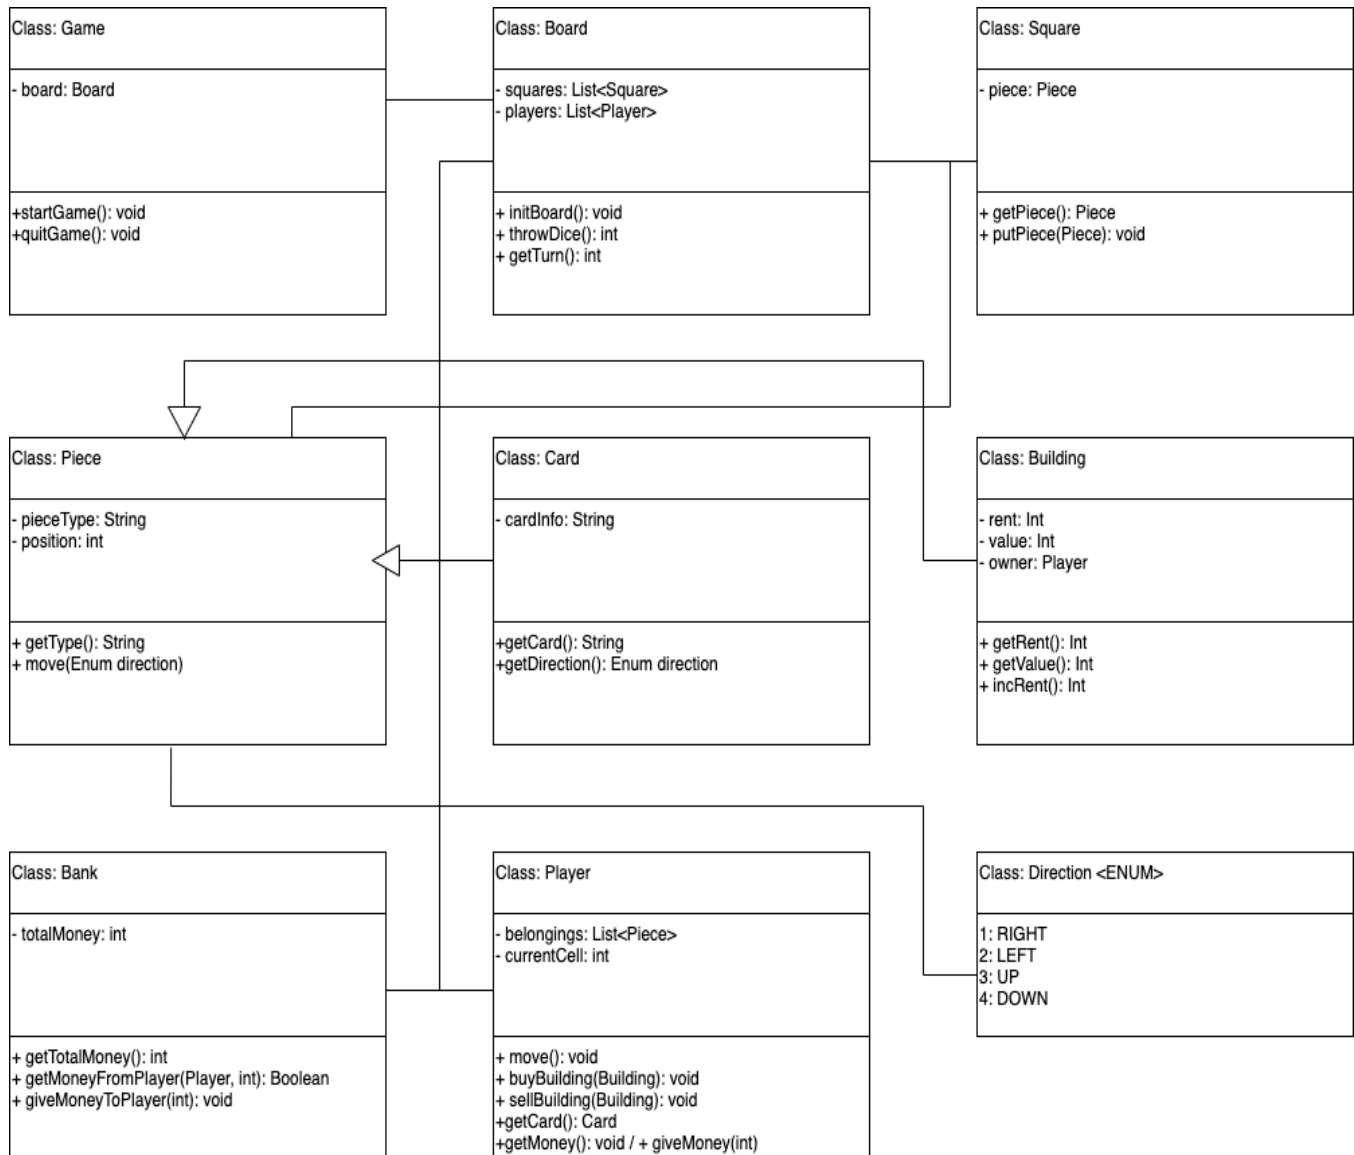 Class: Game
- board: Board
+startGame(): void
+quitGame(): void
Class: Board
- squares: List<Square>
- players: List<Player>
+ initBoard(): void
+ throwDice(): int
+ getTurn(): int
Class: Square
- piece: Piece
+ getPiece(): Piece
+ putPiece(Piece): void
Class: Piece
- pieceType: String
- position: int
+ getType(): String
+ move(Enum direction)
Class: Card
- cardInfo: String
+getCard(): String
+getDirection(): Enum direction
Class: Building
- rent: Int
- value: Int
- owner: Player
+ getRent(): Int
+ getValue(): Int
+ incRent(): Int
Class: Bank
- totalMoney: int
+ getTotalMoney(): int
+ getMoneyFromPlayer(Player, int): Boolean
+ giveMoneyToPlayer(int): void
Class: Player
- belongings: List<Piece>
- currentCell: int
+ move(): void
+ buyBuilding(Building): void
+ sellBuilding(Building): void
+getCard(): Card
+getMoney(): void / + giveMoney(int)
Class: Direction <ENUM>
1: RIGHT
2: LEFT
3: UP
4: DOWN